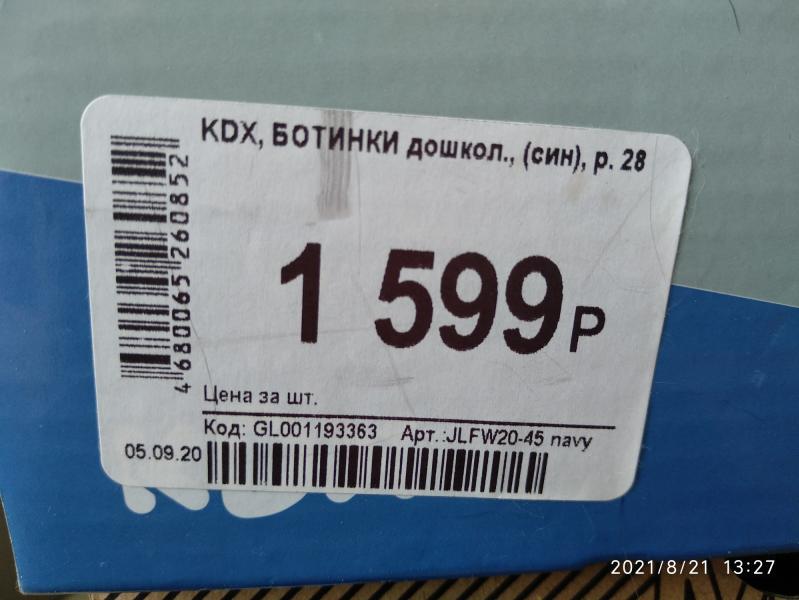 KDX, БОТИНКИ дошкол., (син), р. 28
4680065260852
1 599Р
Цена за шт.
Код: GL001193363 Арт.:JLFW20-45 navy
05.09.20
2021/8/21 13:27